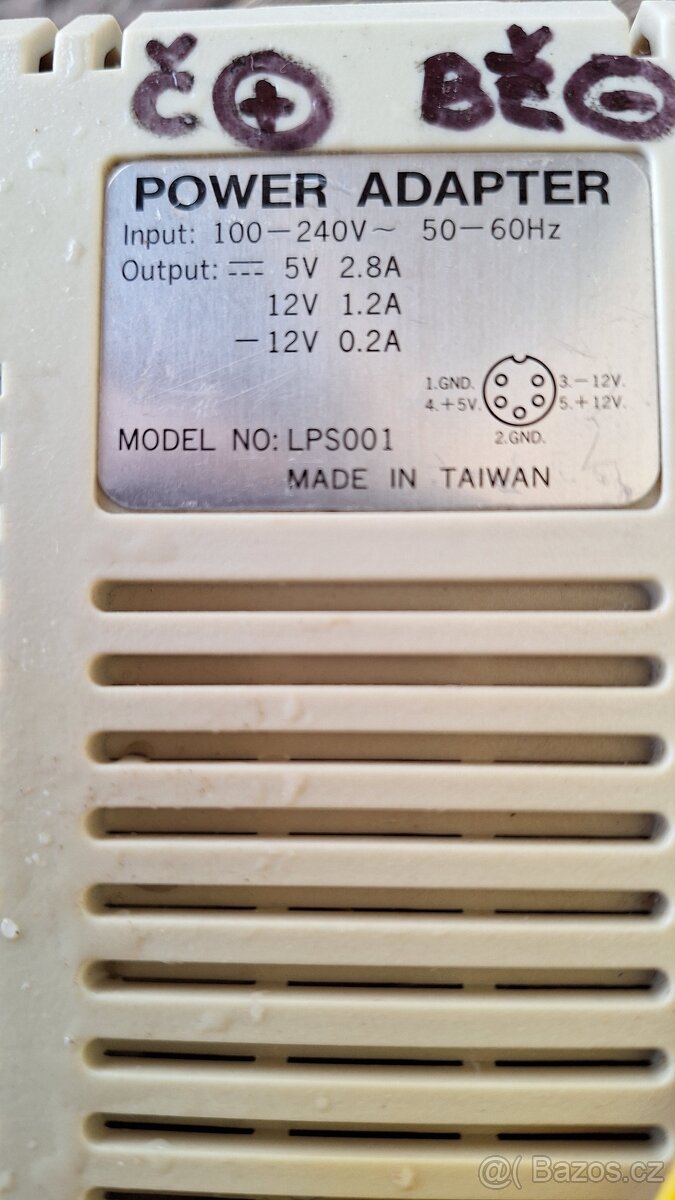 Č + BĚ -
POWER ADAPTER
Input: 100-240V~ 50-60Hz
Output: ⎓ 5V 2.8A
12V 1.2A
-12V 0.2A
1.GND. 3.-12V.
4.+5V. 5.+12V.
2.GND.
MODEL NO: LPS001
MADE IN TAIWAN
@ Bazos.cz